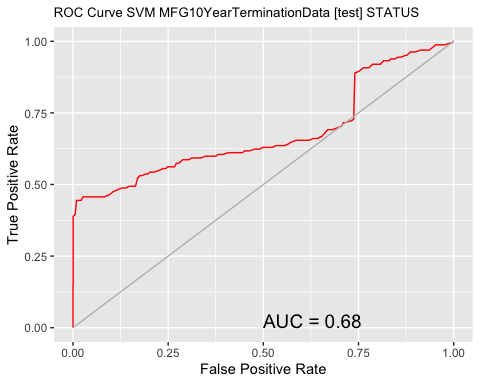 ROC Curve SVM MFG10YearTerminationData [test] STATUS
1.00
0.75
0.50
0.25
0.00
True Positive Rate
AUC = 0.68
0.00 0.25 0.50 0.75 1.00
False Positive Rate